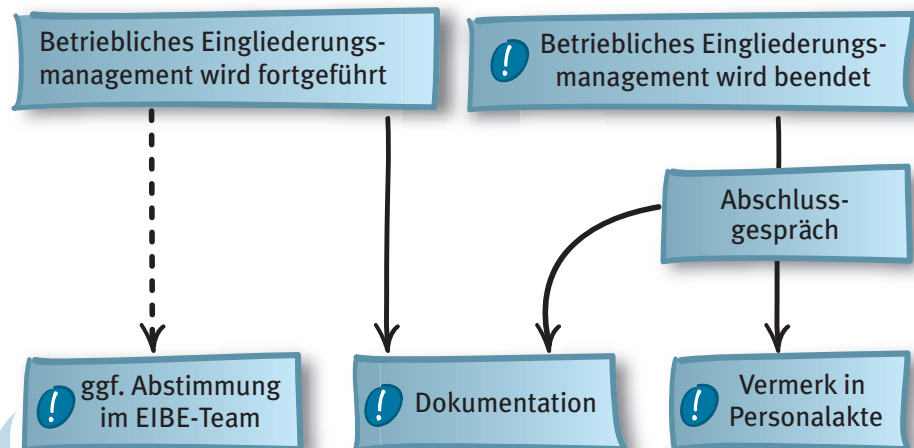 Betriebliches Eingliederungs-
management wird fortgeführt
! Betriebliches Eingliederungs-
management wird beendet
Abschluss-
gespräch
! ggf. Abstimmung
im EIBE-Team
! Dokumentation
! Vermerk in
Personalakte